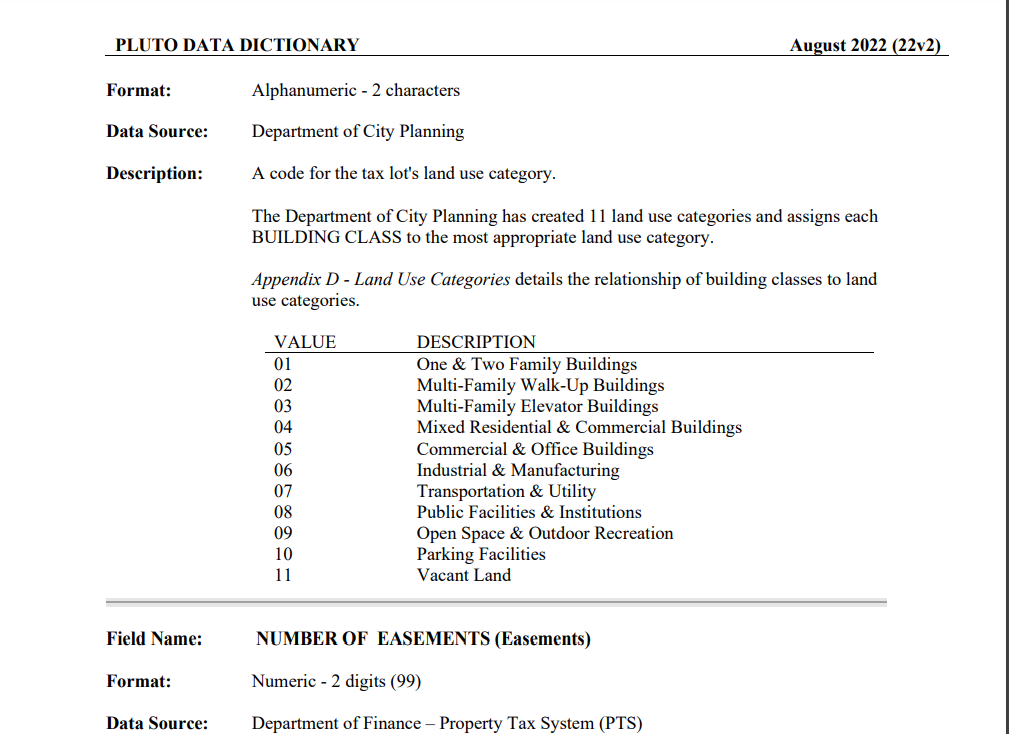 PLUTO DATA DICTIONARY August 2022 (22v2)
Format: Alphanumeric - 2 characters
Data Source: Department of City Planning
Description: A code for the tax lot's land use category.
The Department of City Planning has created 11 land use categories and assigns each
BUILDING CLASS to the most appropriate land use category.
Appendix D - Land Use Categories details the relationship of building classes to land
use categories.
VALUE DESCRIPTION
01 One & Two Family Buildings
02 Multi-Family Walk-Up Buildings
03 Multi-Family Elevator Buildings
04 Mixed Residential & Commercial Buildings
05 Commercial & Office Buildings
06 Industrial & Manufacturing
07 Transportation & Utility
08 Public Facilities & Institutions
09 Open Space & Outdoor Recreation
10 Parking Facilities
11 Vacant Land
Field Name: NUMBER OF EASEMENTS (Easements)
Format: Numeric - 2 digits (99)
Data Source: Department of Finance – Property Tax System (PTS)